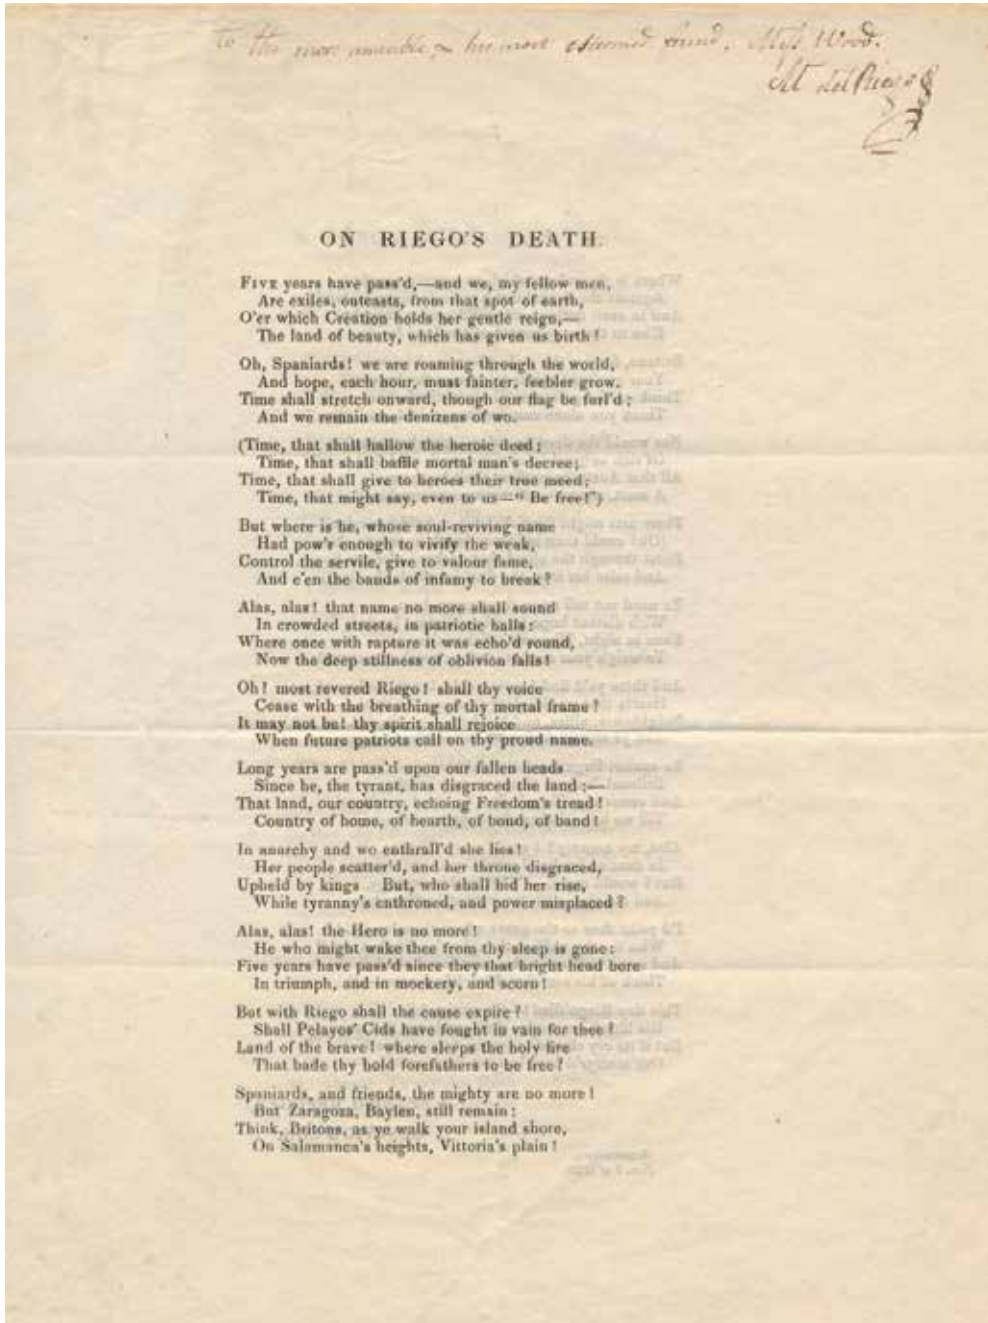 To the more amiable & his most esteemed friend. Miss Wood.
M del Riego
ON RIEGO'S DEATH.
FIVE years have pass'd,—and we, my fellow men,
Are exiles, outcasts, from that spot of earth,
O'er which Creation holds her gentle reign,—
The land of beauty, which has given us birth!
Oh, Spaniards! we are roaming through the world,
And hope, each hour, must fainter, feebler grow.
Time shall stretch onward, though our flag be furl'd;
And we remain the denizens of wo.
(Time, that shall hallow the heroic deed;
Time, that shall baffle mortal man's decree;
Time, that shall give to heroes their true meed;
Time, that might say, even to us—"Be free!")
But where is he, whose soul-reviving name
Had pow'r enough to vivify the weak,
Control the servile, give to valour fame,
And e'en the bands of infamy to break?
Alas, alas! that name no more shall sound
In crowded streets, in patriotic halls:
Where once with rapture it was echo'd round,
Now the deep stillness of oblivion falls!
Oh! most revered Riego! shall thy voice
Cease with the breathing of thy mortal frame?
It may not be! thy spirit shall rejoice
When future patriots call on thy proud name.
Long years are pass'd upon our fallen heads
Since he, the tyrant, has disgraced the land;—
That land, our country, echoing Freedom's tread!
Country of home, of hearth, of bond, of band!
In anarchy and wo enthrall'd she lies!
Her people scatter'd, and her throne disgraced,
Upheld by kings But, who shall bid her rise,
While tyranny's enthroned, and power misplaced?
Alas, alas! the Hero is no more!
He who might wake thee from thy sleep is gone:
Five years have pass'd since they that bright head bore
In triumph, and in mockery, and scorn!
But with Riego shall the cause expire?
Shall Pelayos' Cids have fought in vain for thee?
Land of the brave! where sleeps the holy fire
That bade thy bold forefathers to be free?
Spaniards, and friends, the mighty are no more!
But Zaragoza, Baylen, still remain:
Think, Britons, as ye walk your island shore,
On Salamanca's heights, Vittoria's plain!